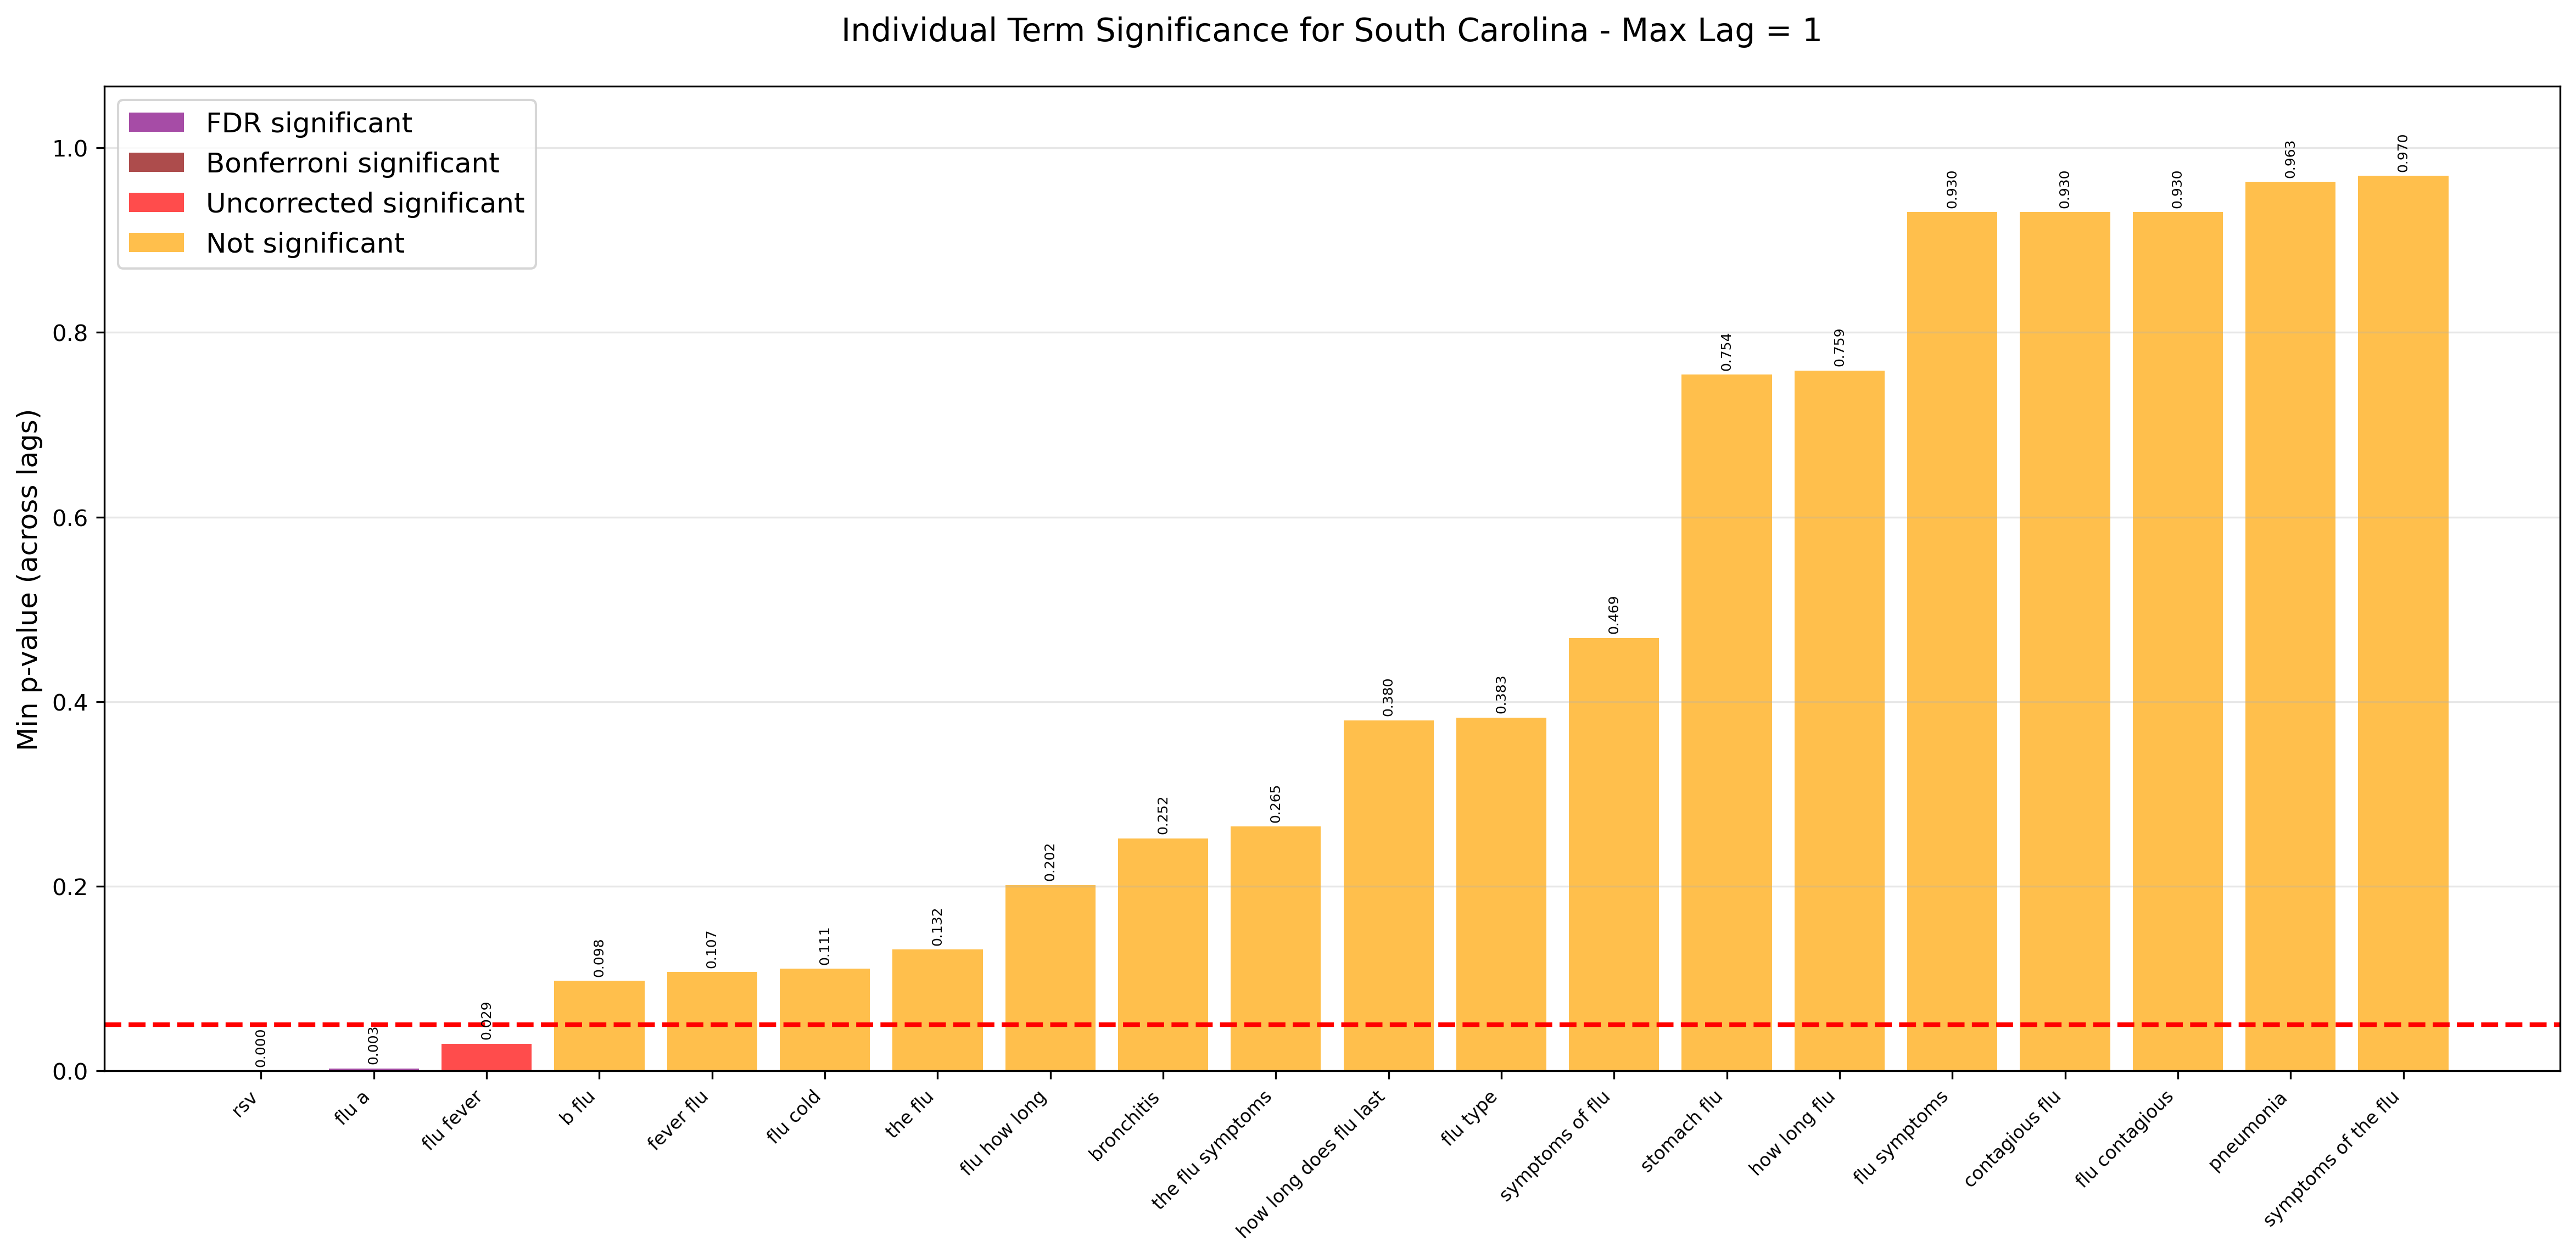 Individual Term Significance for South Carolina - Max Lag = 1
FDR significant
Bonferroni significant
Uncorrected significant
Not significant
Min p-value (across lags)
1.0
0.8
0.6
0.4
0.2
0.0
0.000
0.003
0.029
0.098
0.107
0.111
0.132
0.202
0.252
0.265
0.380
0.383
0.469
0.754
0.759
0.930
0.930
0.930
0.963
0.970
rsv
flu a
flu fever
b flu
fever flu
flu cold
the flu
flu how long
bronchitis
the flu symptoms
how long does flu last
flu type
symptoms of flu
stomach flu
how long flu
flu symptoms
contagious flu
flu contagious
pneumonia
symptoms of the flu